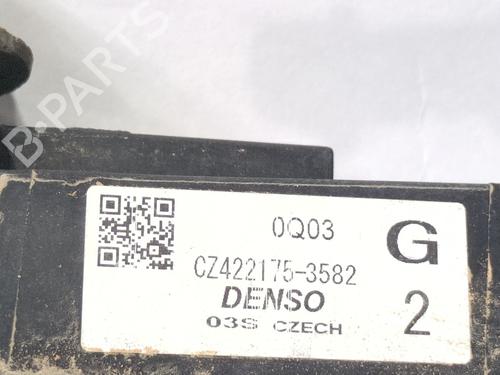 B-PARTS
0Q03
G
CZ422175-3582
DENSO
2
03S CZECH